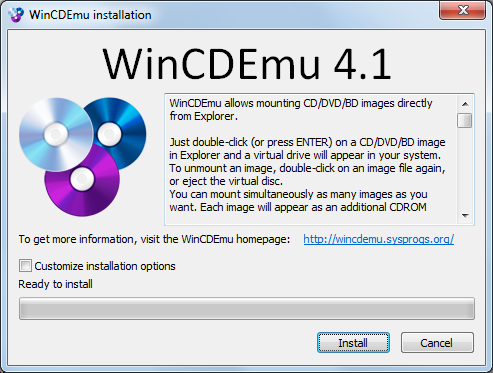 WinCDEmu installation
WinCDEmu 4.1
WinCDEmu allows mounting CD/DVD/BD images directly
from Explorer.
Just double-click (or press ENTER) on a CD/DVD/BD image
in Explorer and a virtual drive will appear in your system.
To unmount an image, double-click on an image file again,
or eject the virtual disc.
You can mount simultaneously as many images as you
want. Each image will appear as an additional CDROM
To get more information, visit the WinCDEmu homepage: http://wincdemu.sysprogs.org/
Customize installation options
Ready to install
Install Cancel